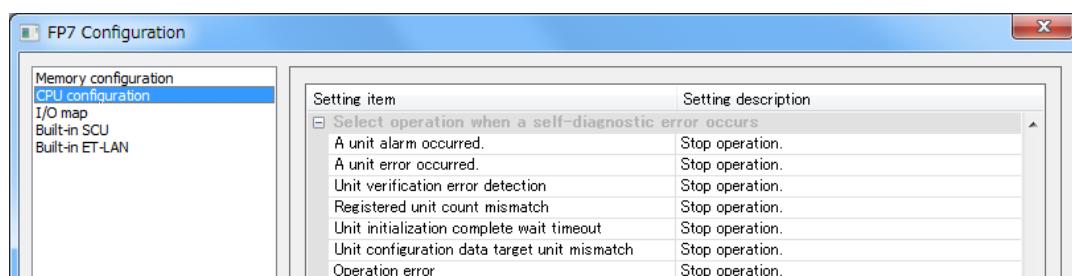 FP7 Configuration
Memory configuration
CPU configuration
I/O map
Built-in SCU
Built-in ET-LAN
Setting item Setting description
Select operation when a self-diagnostic error occurs
A unit alarm occurred. Stop operation.
A unit error occurred. Stop operation.
Unit verification error detection Stop operation.
Registered unit count mismatch Stop operation.
Unit initialization complete wait timeout Stop operation.
Unit configuration data target unit mismatch Stop operation.
Operation error Stop operation.